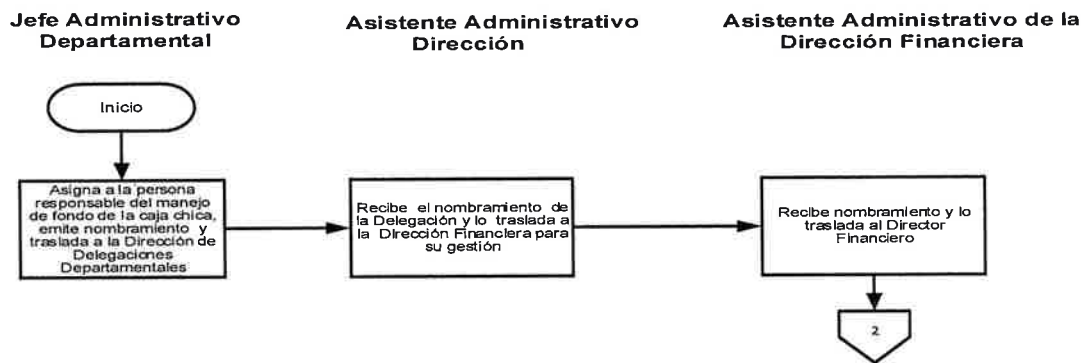 Jefe Administrativo
Departamental
Asistente Administrativo
Dirección
Asistente Administrativo de la
Dirección Financiera
Inicio
Asigna a la persona
responsable del manejo
de fondo de la caja chica,
emite nombramiento y
traslada a la Dirección de
Delegaciones
Departamentales
Recibe el nombramiento de
la Delegación y lo traslada a
la Dirección Financiera para
su gestión
Recibe nombramiento y lo
traslada al Director
Financiero
2